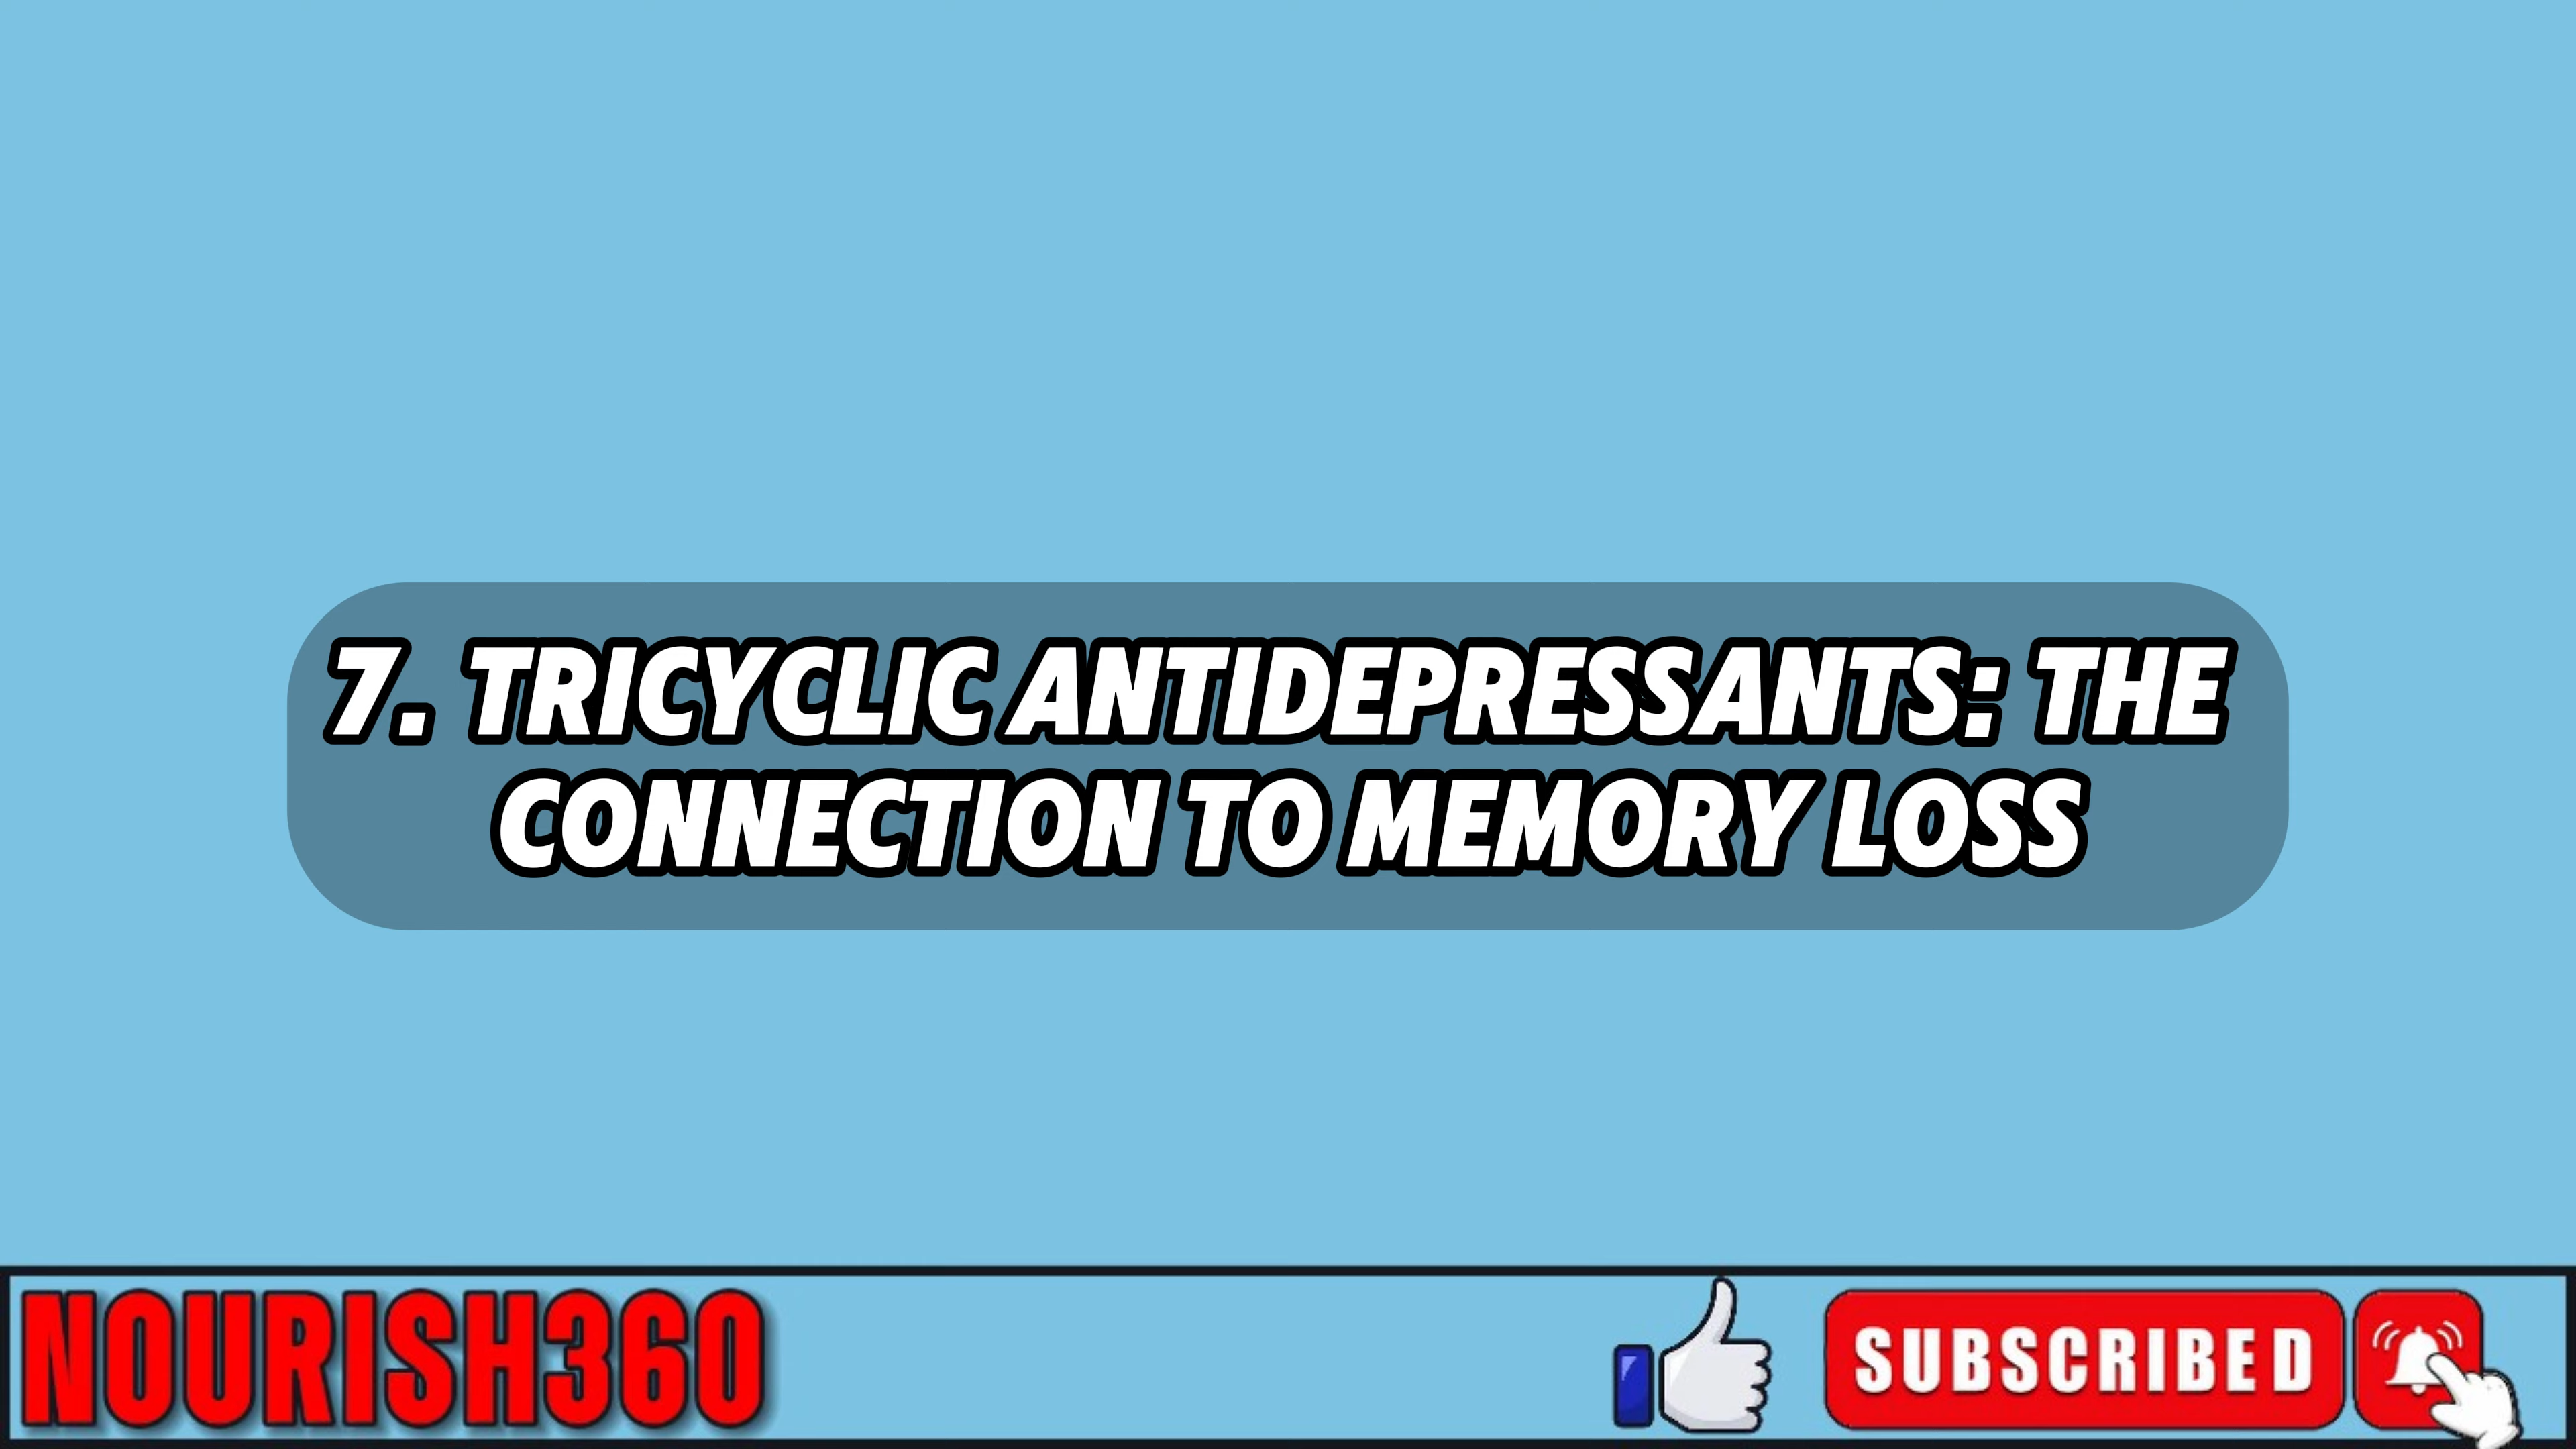 7. TRICYCLIC ANTIDEPRESSANTS: THE
CONNECTION TO MEMORY LOSS
NOURISH360
SUBSCRIBED